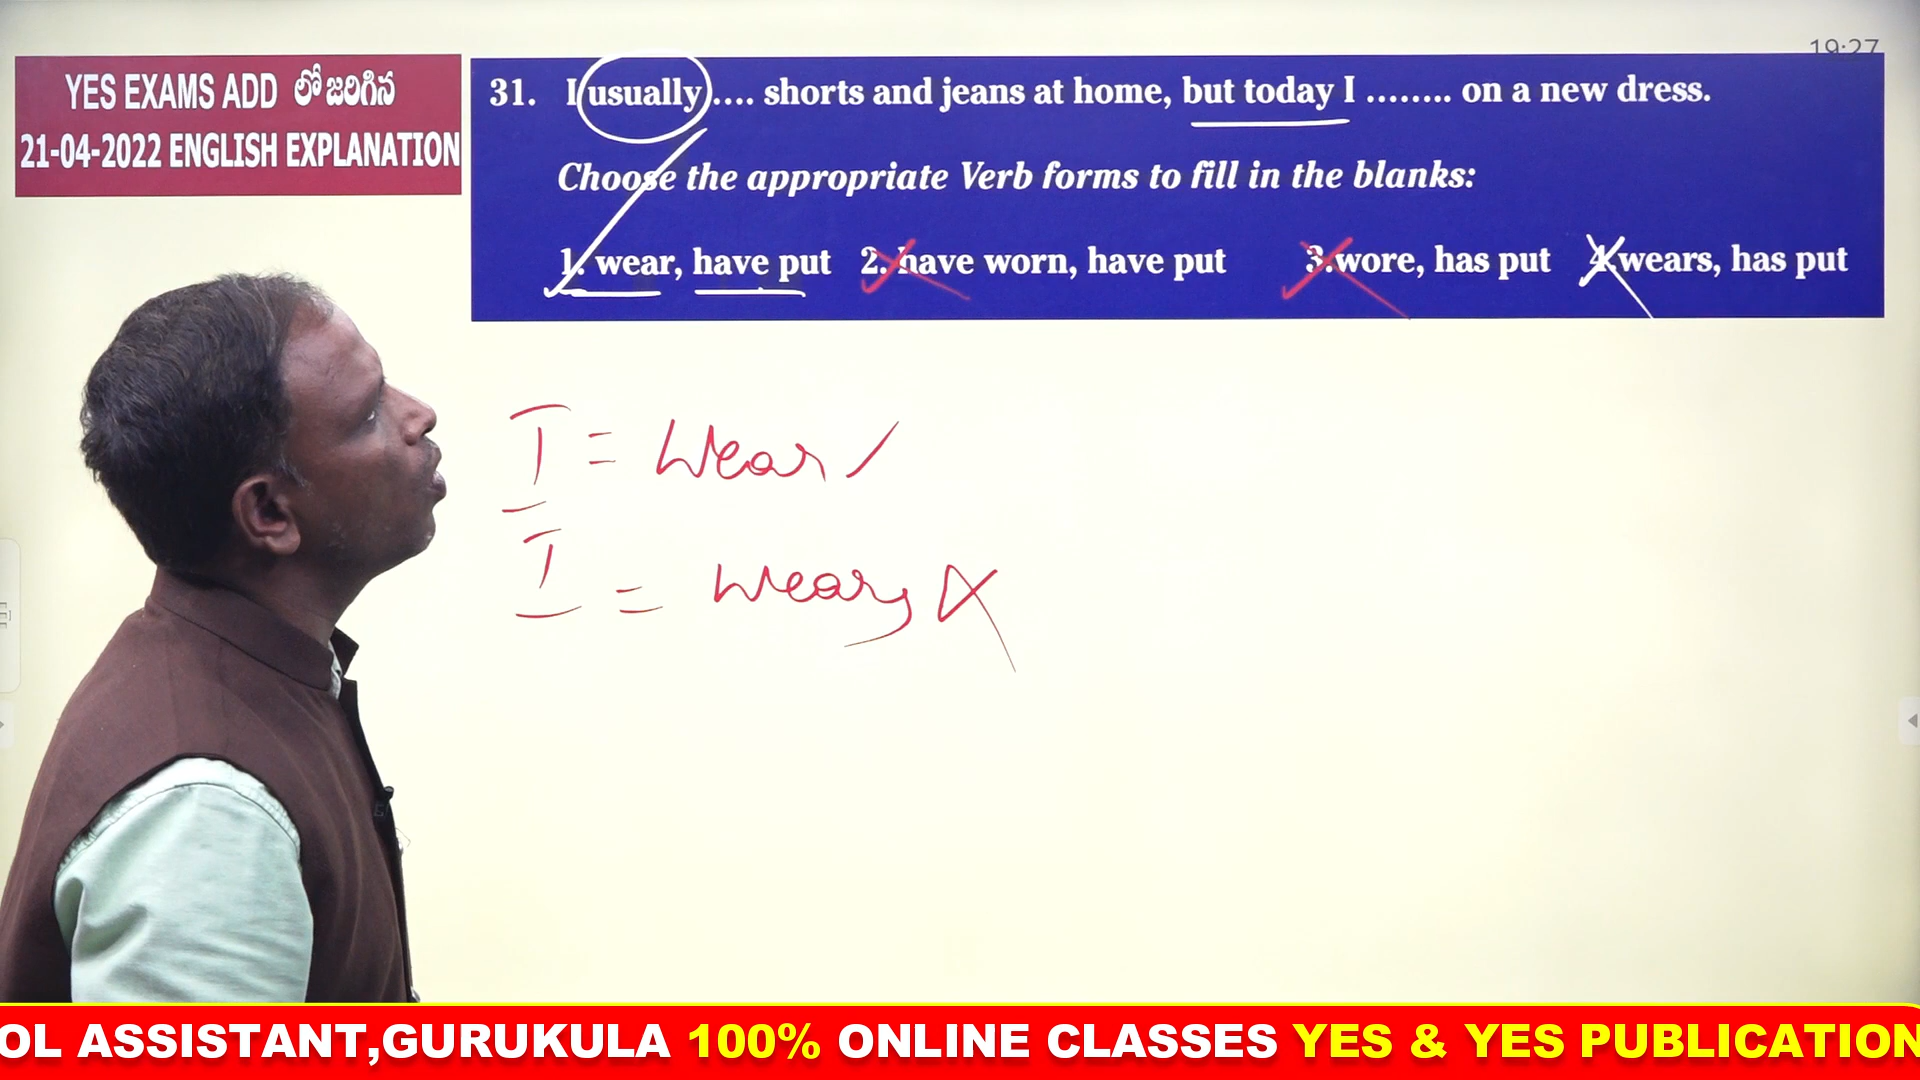 19:27
YES EXAMS ADD లో జరిగిన
21-04-2022 ENGLISH EXPLANATION
31. I usually .... shorts and jeans at home, but today I ........ on a new dress.
Choose the appropriate Verb forms to fill in the blanks:
1. wear, have put 2. have worn, have put 3. wore, has put 4. wears, has put
I = wear
I = wears
OL ASSISTANT,GURUKULA 100% ONLINE CLASSES YES & YES PUBLICATION